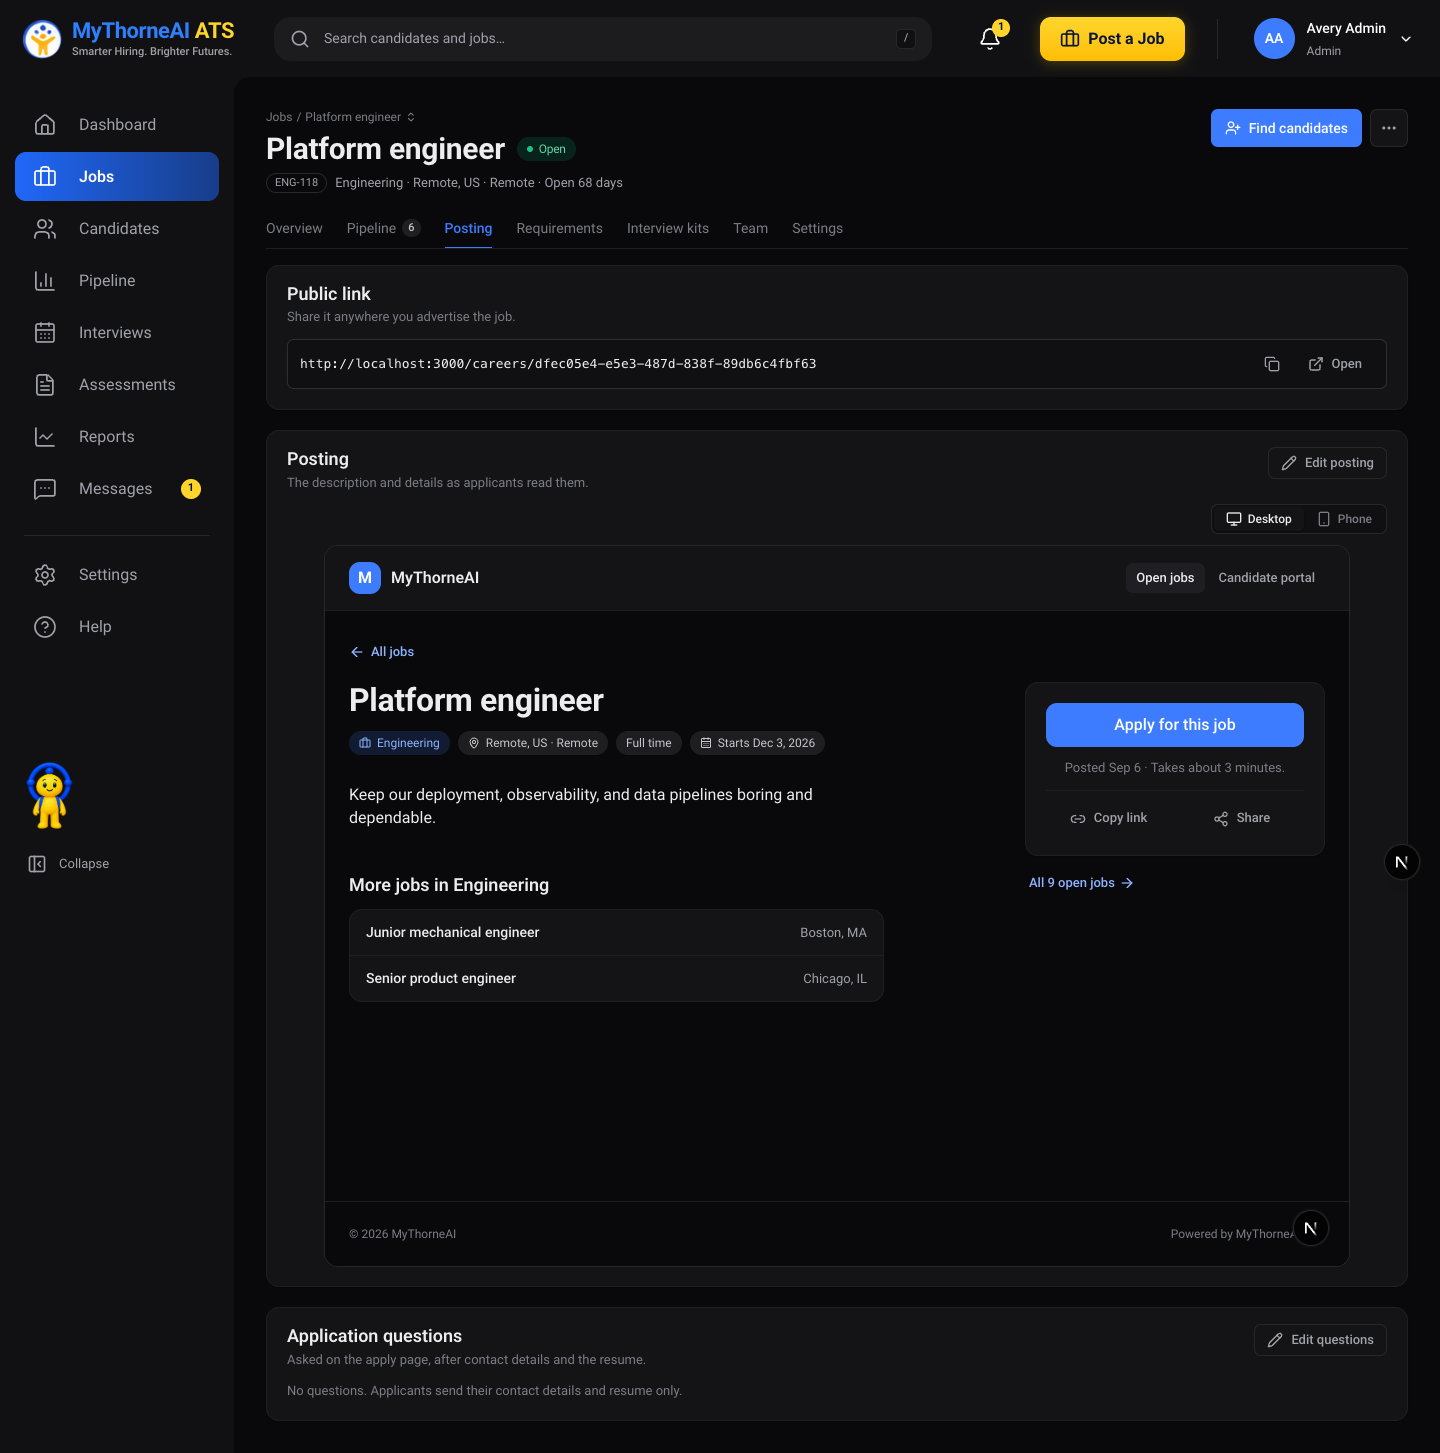 MyThorneAI ATS
Smarter Hiring. Brighter Futures.
Search candidates and jobs…
/
1
Post a Job
AA
Avery Admin
Admin
Dashboard
Jobs
Candidates
Pipeline
Interviews
Assessments
Reports
Messages
1
Settings
Help
Collapse
Jobs / Platform engineer
Platform engineer
Open
ENG-118
Engineering · Remote, US · Remote · Open 68 days
Find candidates
Overview
Pipeline 6
Posting
Requirements
Interview kits
Team
Settings
Public link
Share it anywhere you advertise the job.
http://localhost:3000/careers/dfec05e4-e5e3-487d-838f-89db6c4fbf63
Open
Posting
The description and details as applicants read them.
Edit posting
Desktop
Phone
M
MyThorneAI
Open jobs
Candidate portal
All jobs
Platform engineer
Engineering
Remote, US · Remote
Full time
Starts Dec 3, 2026
Keep our deployment, observability, and data pipelines boring and
dependable.
Apply for this job
Posted Sep 6 · Takes about 3 minutes.
Copy link
Share
All 9 open jobs
More jobs in Engineering
Junior mechanical engineer
Boston, MA
Senior product engineer
Chicago, IL
N
© 2026 MyThorneAI
Powered by MyThorneA
N
Application questions
Asked on the apply page, after contact details and the resume.
Edit questions
No questions. Applicants send their contact details and resume only.